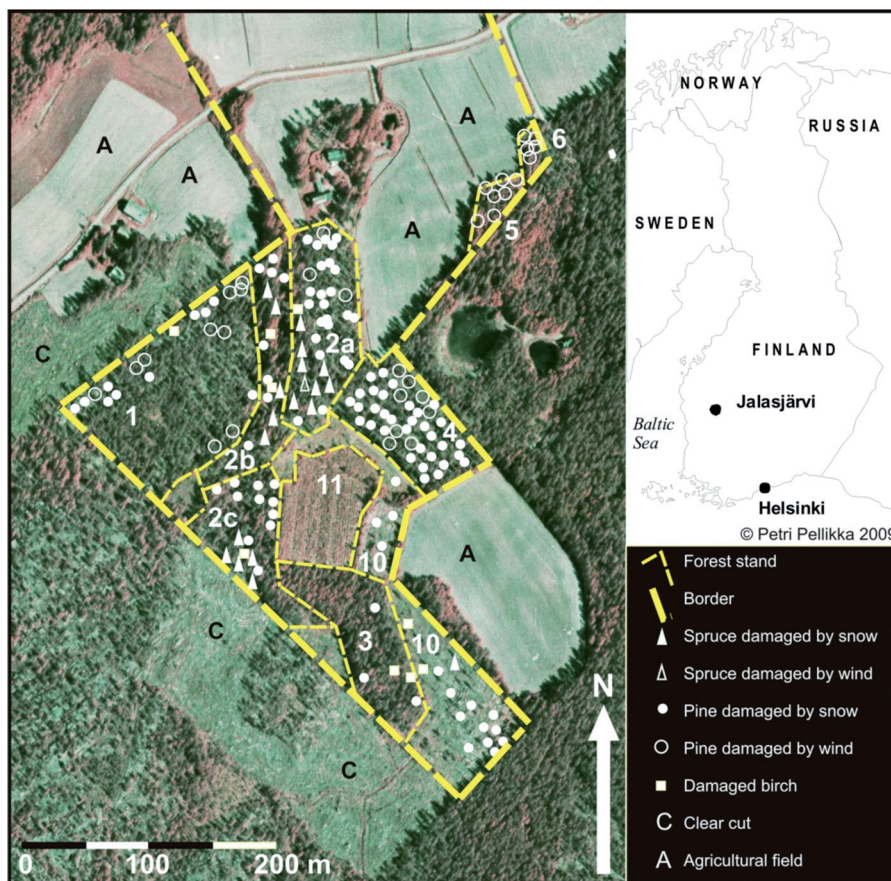 A
A
A
A
A
C
C
C
6
5
2a
1
4
2b
11
2c
10
3
10
N
0 100 200 m
NORWAY
RUSSIA
SWEDEN
FINLAND
Jalasjärvi
Baltic
Sea
Helsinki
© Petri Pellikka 2009
Forest stand
Border
Spruce damaged by snow
Spruce damaged by wind
Pine damaged by snow
Pine damaged by wind
Damaged birch
C Clear cut
A Agricultural field